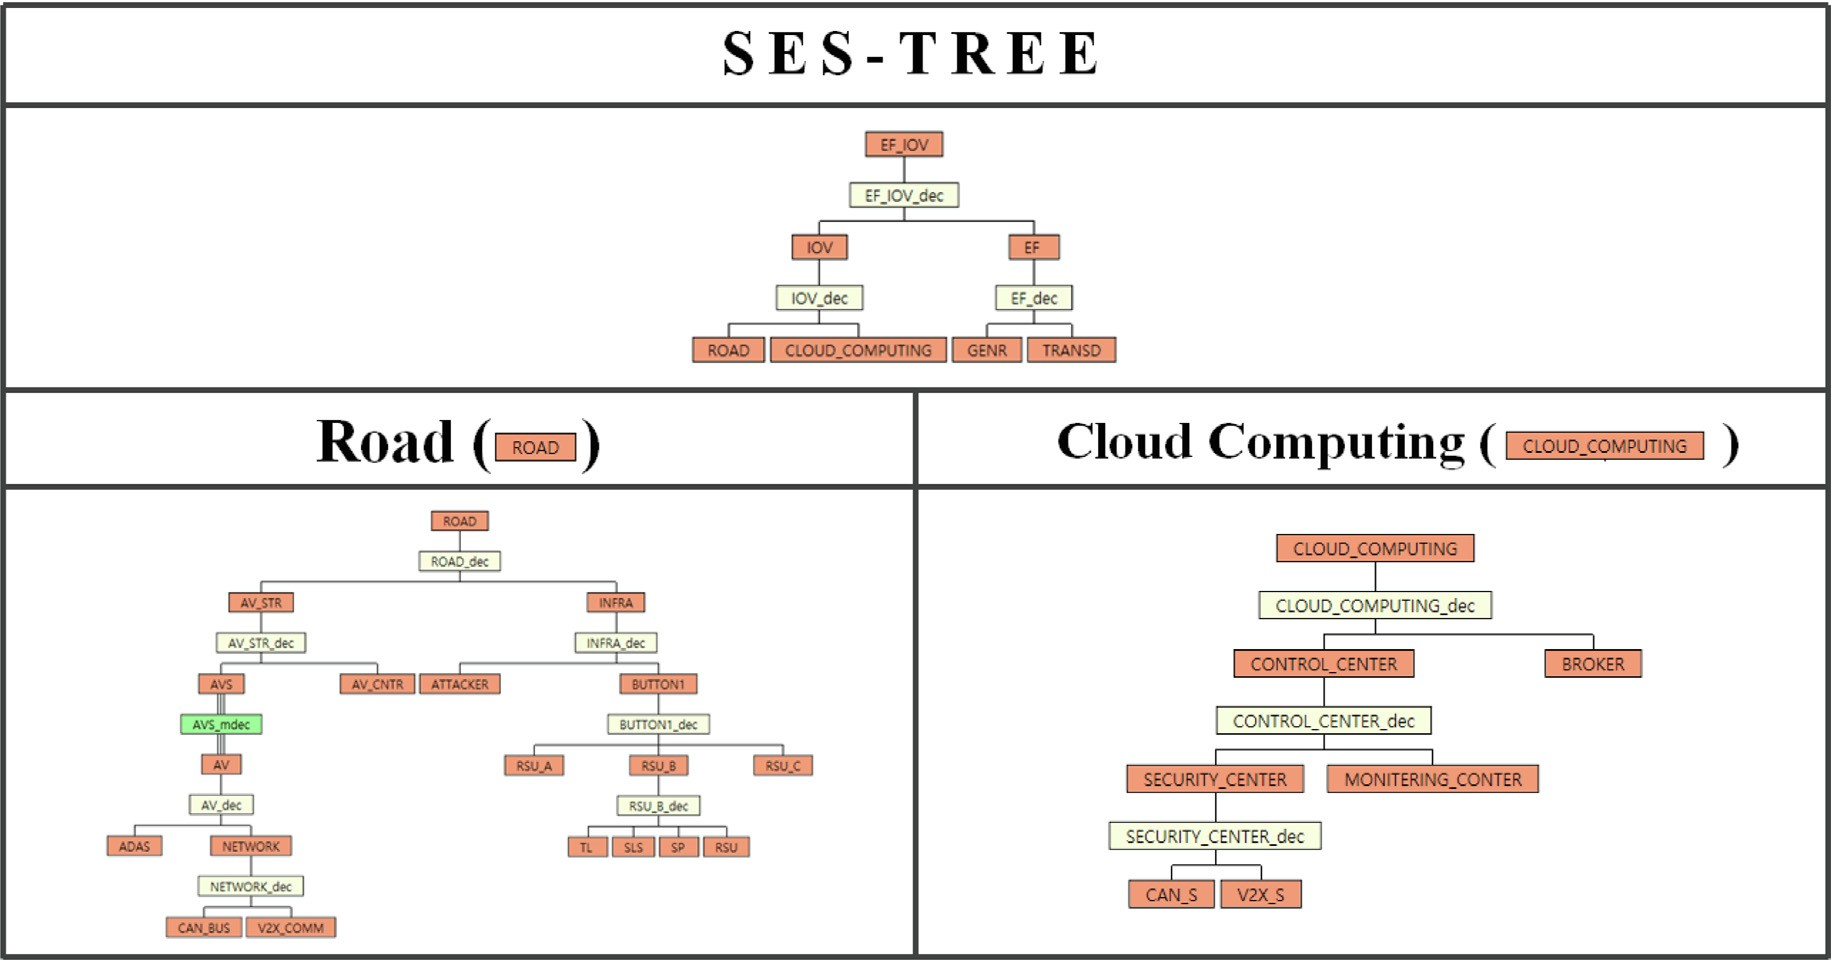 SES-TREE
EF_IOV
EF_IOV_dec
IOV EF
IOV_dec EF_dec
ROAD CLOUD_COMPUTING GENR TRANSD
Road ( ROAD )
Cloud Computing ( CLOUD_COMPUTING )
ROAD
ROAD_dec
AV_STR INFRA
AV_STR_dec INFRA_dec
AVS AV_CNTR ATTACKER BUTTON1
AVS_mdec BUTTON1_dec
AV RSU_A RSU_B RSU_C
AV_dec RSU_B_dec
ADAS NETWORK TL SLS SP RSU
NETWORK_dec
CAN_BUS V2X_COMM
CLOUD_COMPUTING
CLOUD_COMPUTING_dec
CONTROL_CENTER BROKER
CONTROL_CENTER_dec
SECURITY_CENTER MONITERING_CONTER
SECURITY_CENTER_dec
CAN_S V2X_S